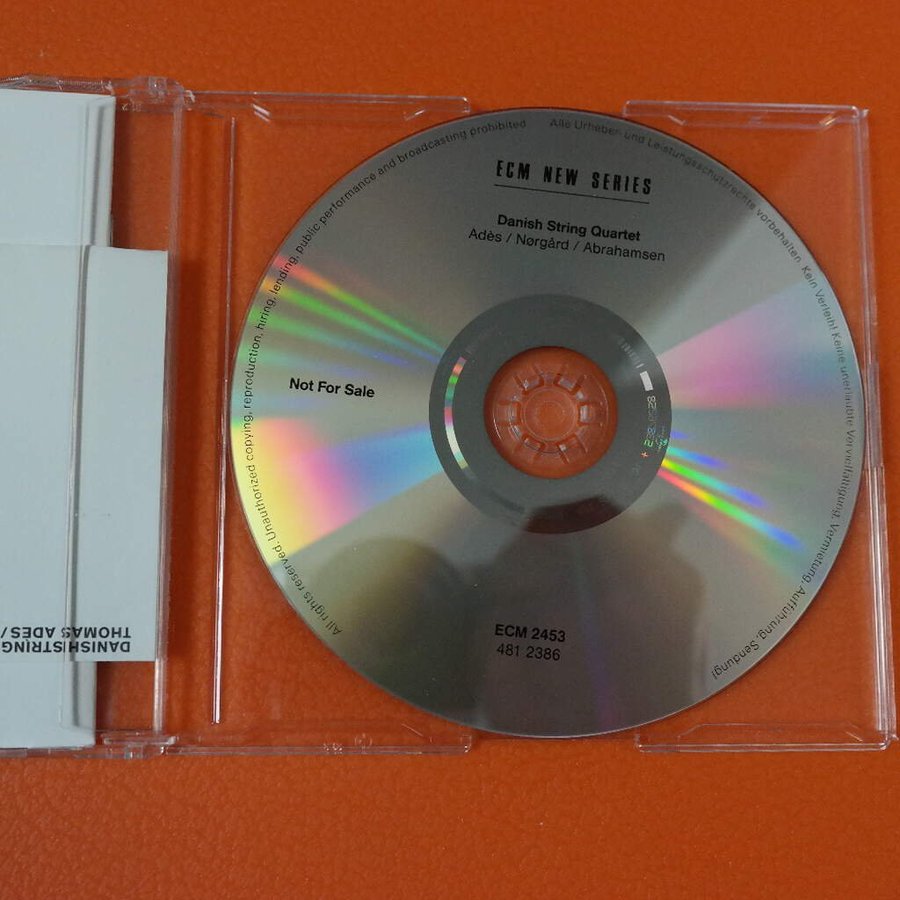 ECM NEW SERIES
Danish String Quartet
Adès / Nørgård / Abrahamsen
Not For Sale
ECM 2453
481 2386
All rights reserved. Unauthorized copying, reproduction, hiring, lending, public performance and broadcasting prohibited
Alle Urheber- und Leistungsschutzrechte vorbehalten. Kein Verleih! Keine unerlaubte Vervielfältigung, Vermietung, Aufführung, Sendung!
DANISH STRING
THOMAS ADÈS /